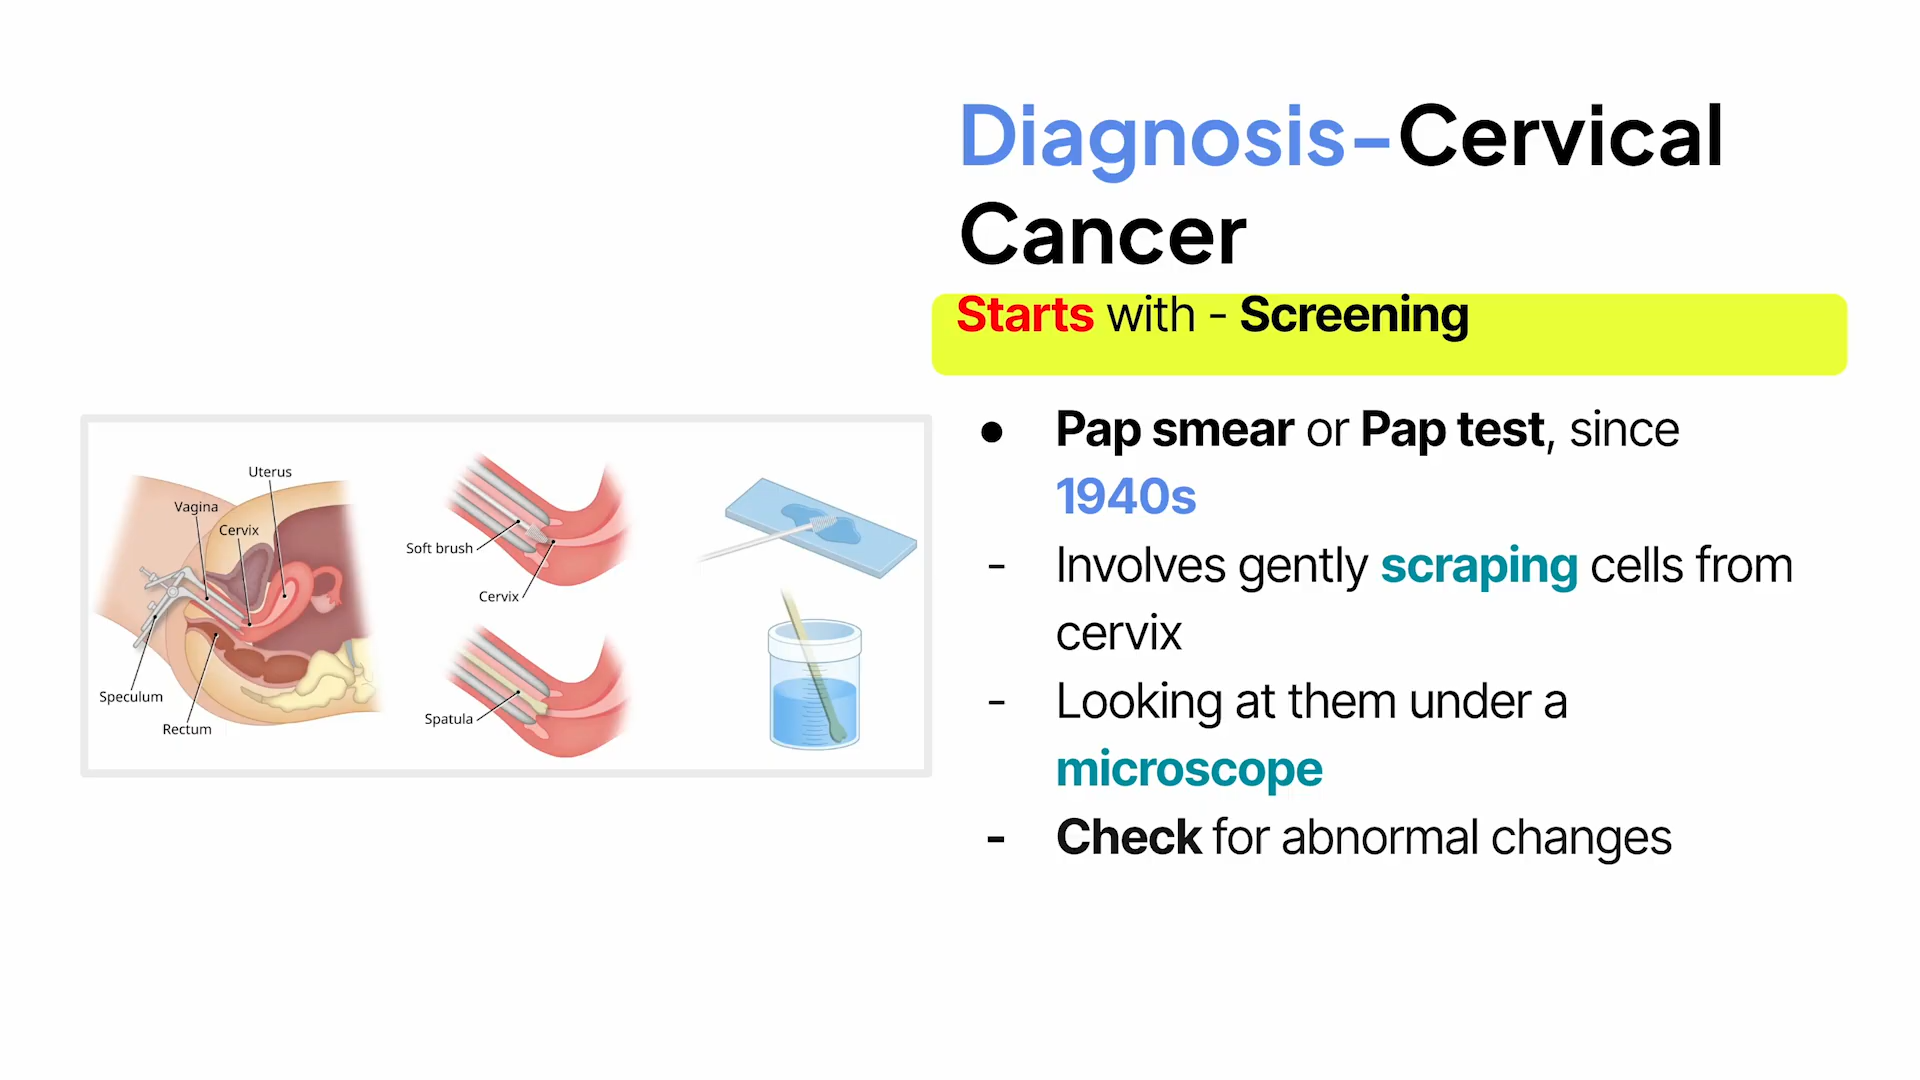 Diagnosis-Cervical
Cancer
Starts with - Screening
● Pap smear or Pap test, since
1940s
- Involves gently scraping cells from
cervix
- Looking at them under a
microscope
- Check for abnormal changes
Uterus
Vagina
Cervix
Speculum
Rectum
Soft brush
Cervix
Spatula